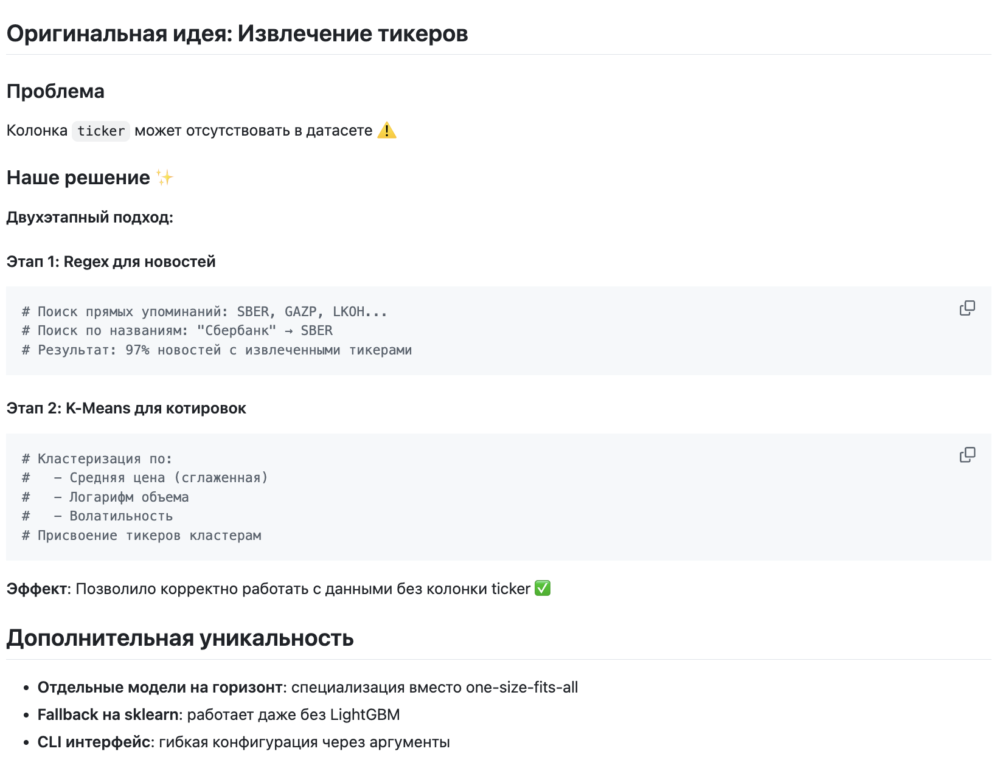 Оригинальная идея: Извлечение тикеров
Проблема
Колонка ticker может отсутствовать в датасете ⚠️
Наше решение ✨
Двухэтапный подход:
Этап 1: Regex для новостей
# Поиск прямых упоминаний: SBER, GAZP, LKOH...
# Поиск по названиям: "Сбербанк" → SBER
# Результат: 97% новостей с извлеченными тикерами
Этап 2: K-Means для котировок
# Кластеризация по:
#   - Средняя цена (сглаженная)
#   - Логарифм объема
#   - Волатильность
# Присвоение тикеров кластерам
Эффект: Позволило корректно работать с данными без колонки ticker ✅
Дополнительная уникальность
• Отдельные модели на горизонт: специализация вместо one-size-fits-all
• Fallback на sklearn: работает даже без LightGBM
• CLI интерфейс: гибкая конфигурация через аргументы